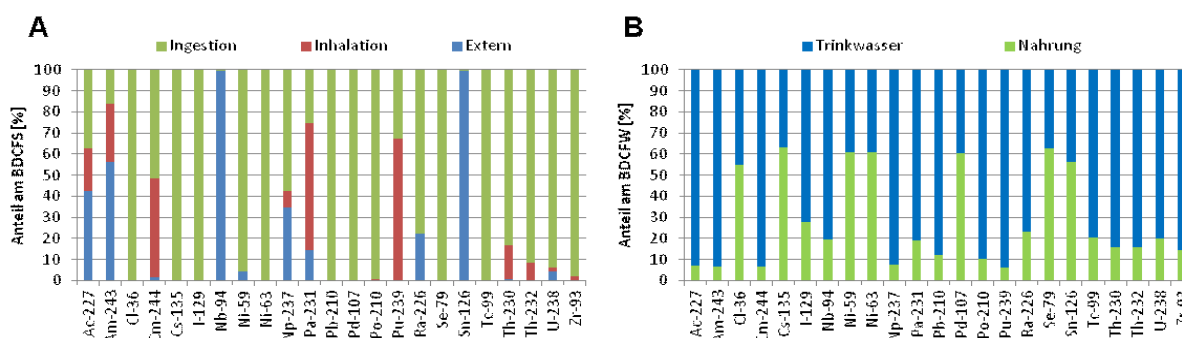 A
Ingestion Inhalation Extern
Anteil am BDCFS [%]
100
90
80
70
60
50
40
30
20
10
0
Ac-227 Am-243 Cl-36 Cm-244 Cs-135 I-129 Nb-94 Ni-59 Ni-63 Np-237 Pa-231 Pb-210 Pd-107 Po-210 Pu-239 Ra-226 Se-79 Sn-126 Tc-99 Th-230 Th-232 U-238 Zr-93
B
Trinkwasser Nahrung
Anteil am BDCFW [%]
100
90
80
70
60
50
40
30
20
10
0
Ac-227 Am-243 Cl-36 Cm-244 Cs-135 I-129 Nb-94 Ni-59 Ni-63 Np-237 Pa-231 Pb-210 Pd-107 Po-210 Pu-239 Ra-226 Se-79 Sn-126 Tc-99 Th-230 Th-232 U-238